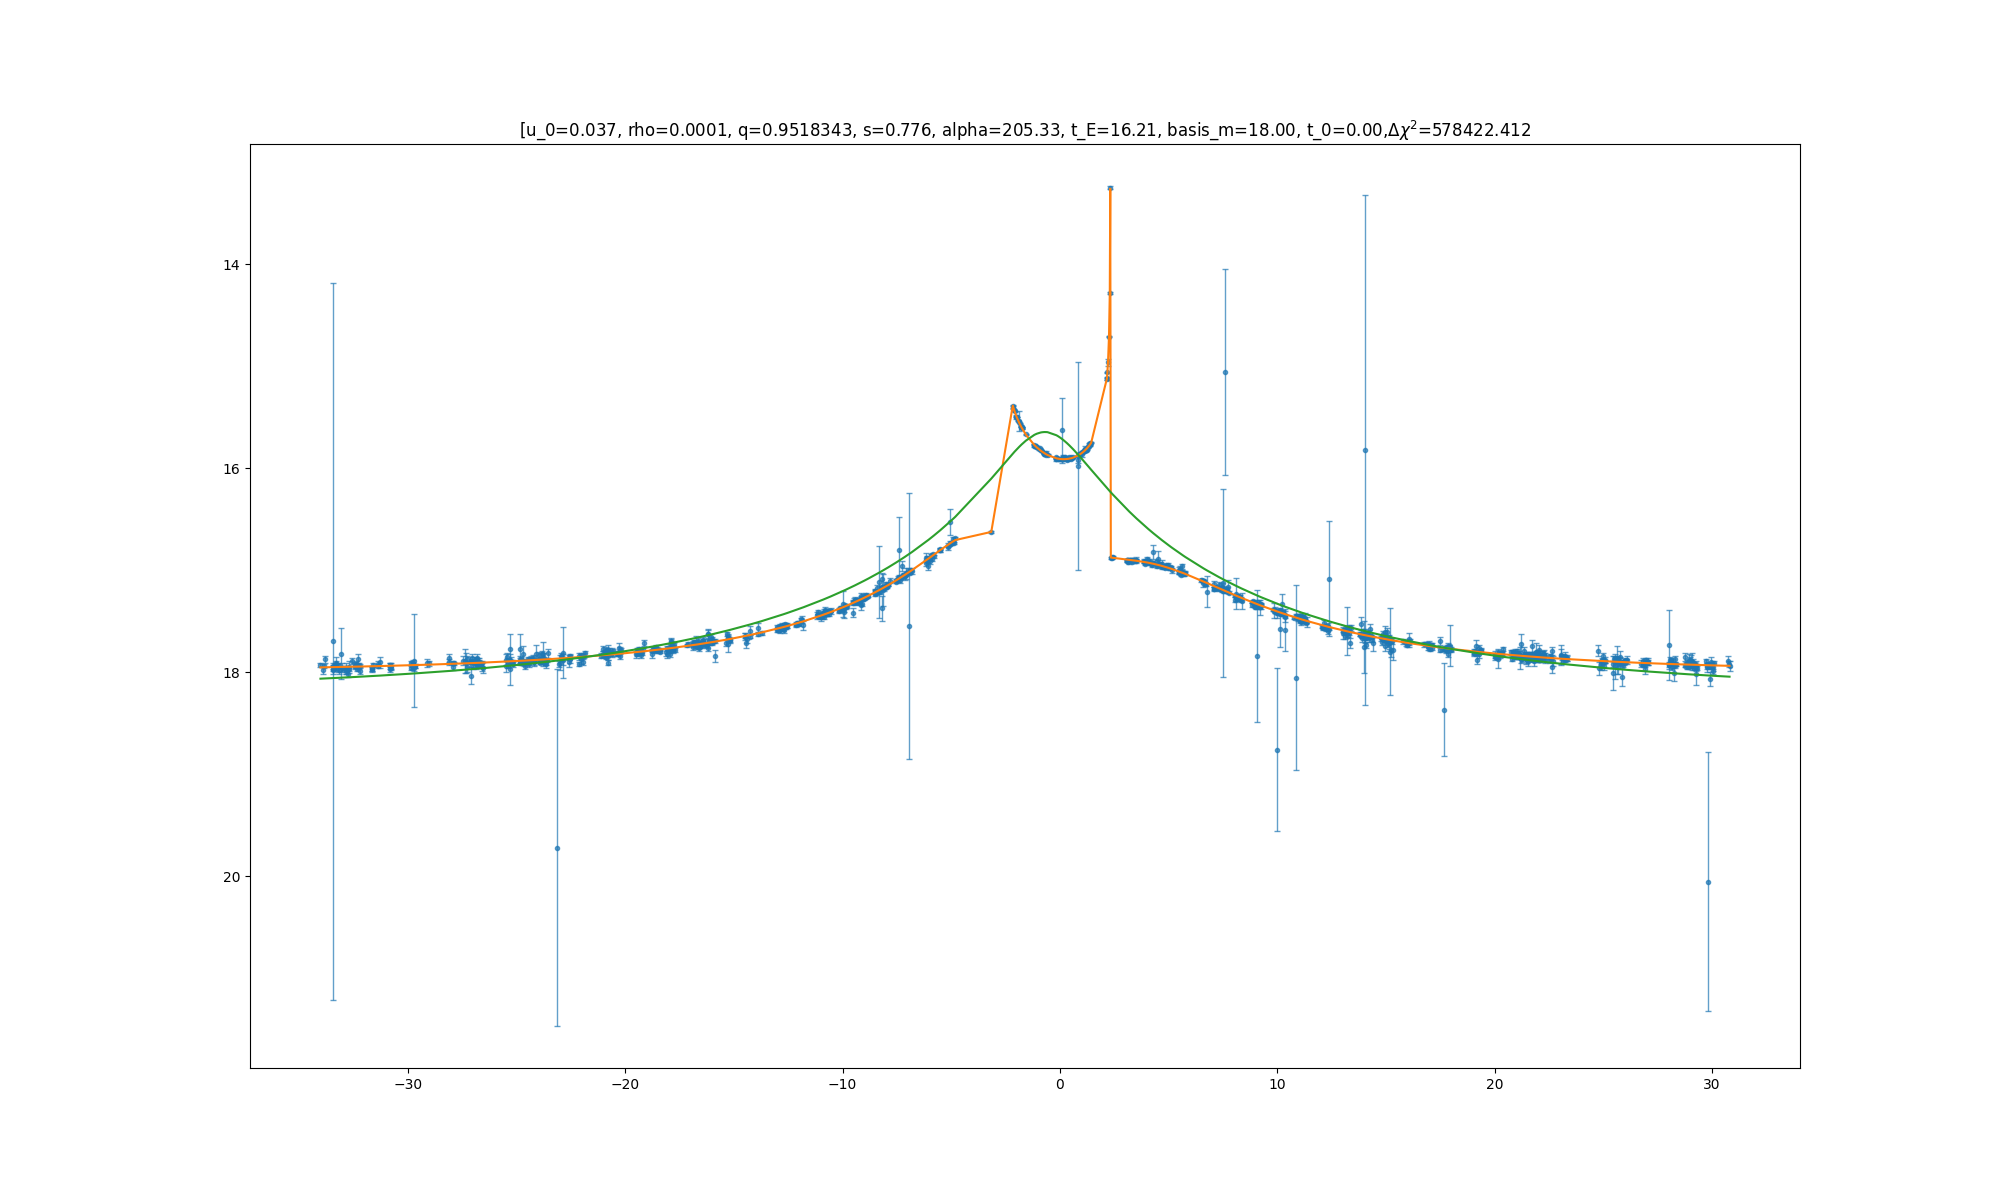 [u_0=0.037, rho=0.0001, q=0.9518343, s=0.776, alpha=205.33, t_E=16.21, basis_m=18.00, t_0=0.00,Δχ²=578422.412
14
16
18
20
−30 −20 −10 0 10 20 30